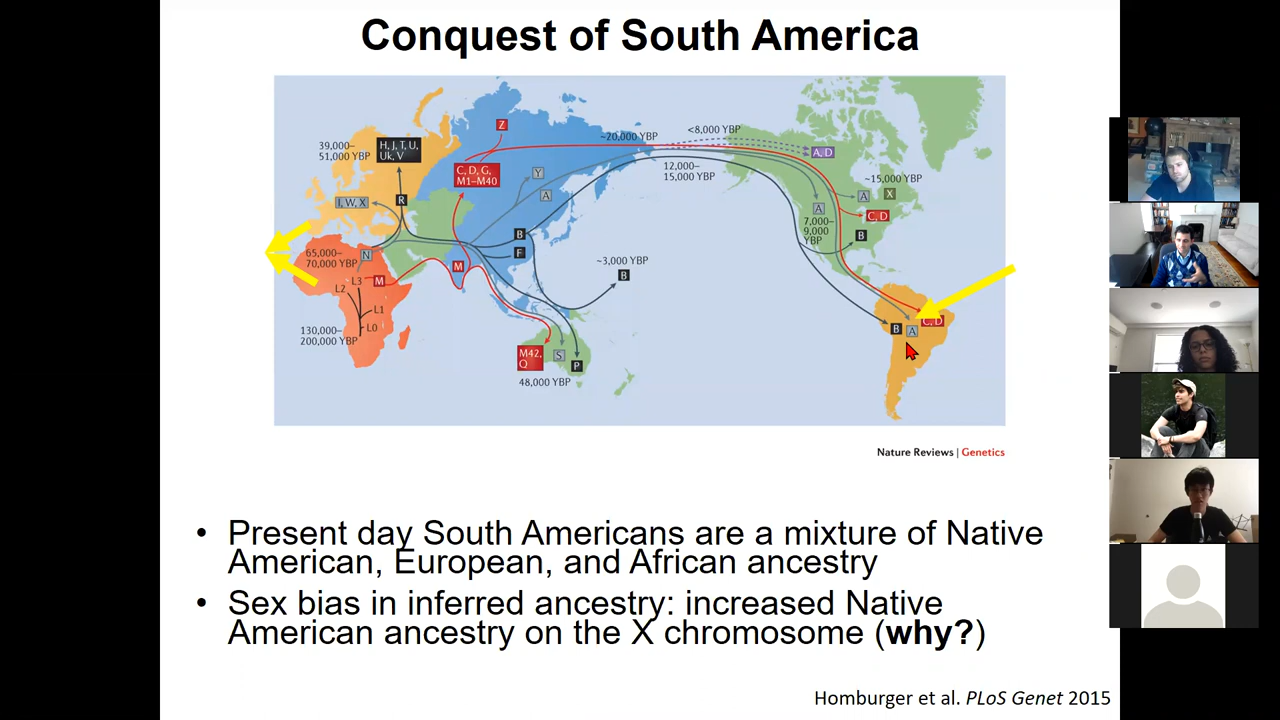 Conquest of South America
Z
~20,000 YBP
<8,000 YBP
39,000–
51,000 YBP
H, J, T, U,
Uk, V
A, D
C, D, G,
M1–M40
Y
12,000–
15,000 YBP
~15,000 YBP
A
A
X
I, W, X
R
A
C, D
7,000–
9,000
YBP
B
B
65,000–
70,000 YBP
N
F
~3,000 YBP
B
M
L3
M
L2
L1
L0
130,000–
200,000 YBP
C, D
B
A
M42,
Q
S
P
48,000 YBP
Nature Reviews | Genetics
• Present day South Americans are a mixture of Native
American, European, and African ancestry
• Sex bias in inferred ancestry: increased Native
American ancestry on the X chromosome (why?)
Homburger et al. PLoS Genet 2015